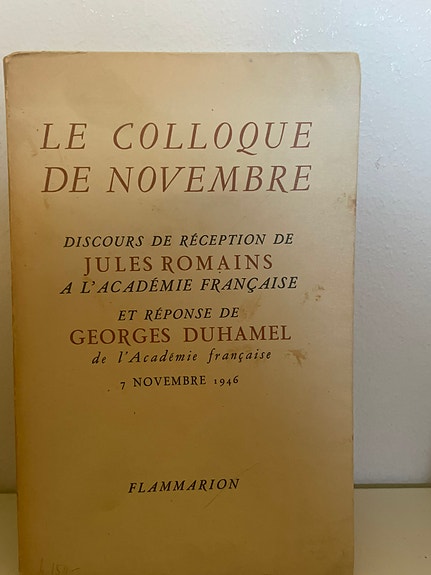 LE COLLOQUE
DE NOVEMBRE
DISCOURS DE RÉCEPTION DE
JULES ROMAINS
A L'ACADÉMIE FRANÇAISE
ET RÉPONSE DE
GEORGES DUHAMEL
de l'Académie française
7 NOVEMBRE 1946
FLAMMARION